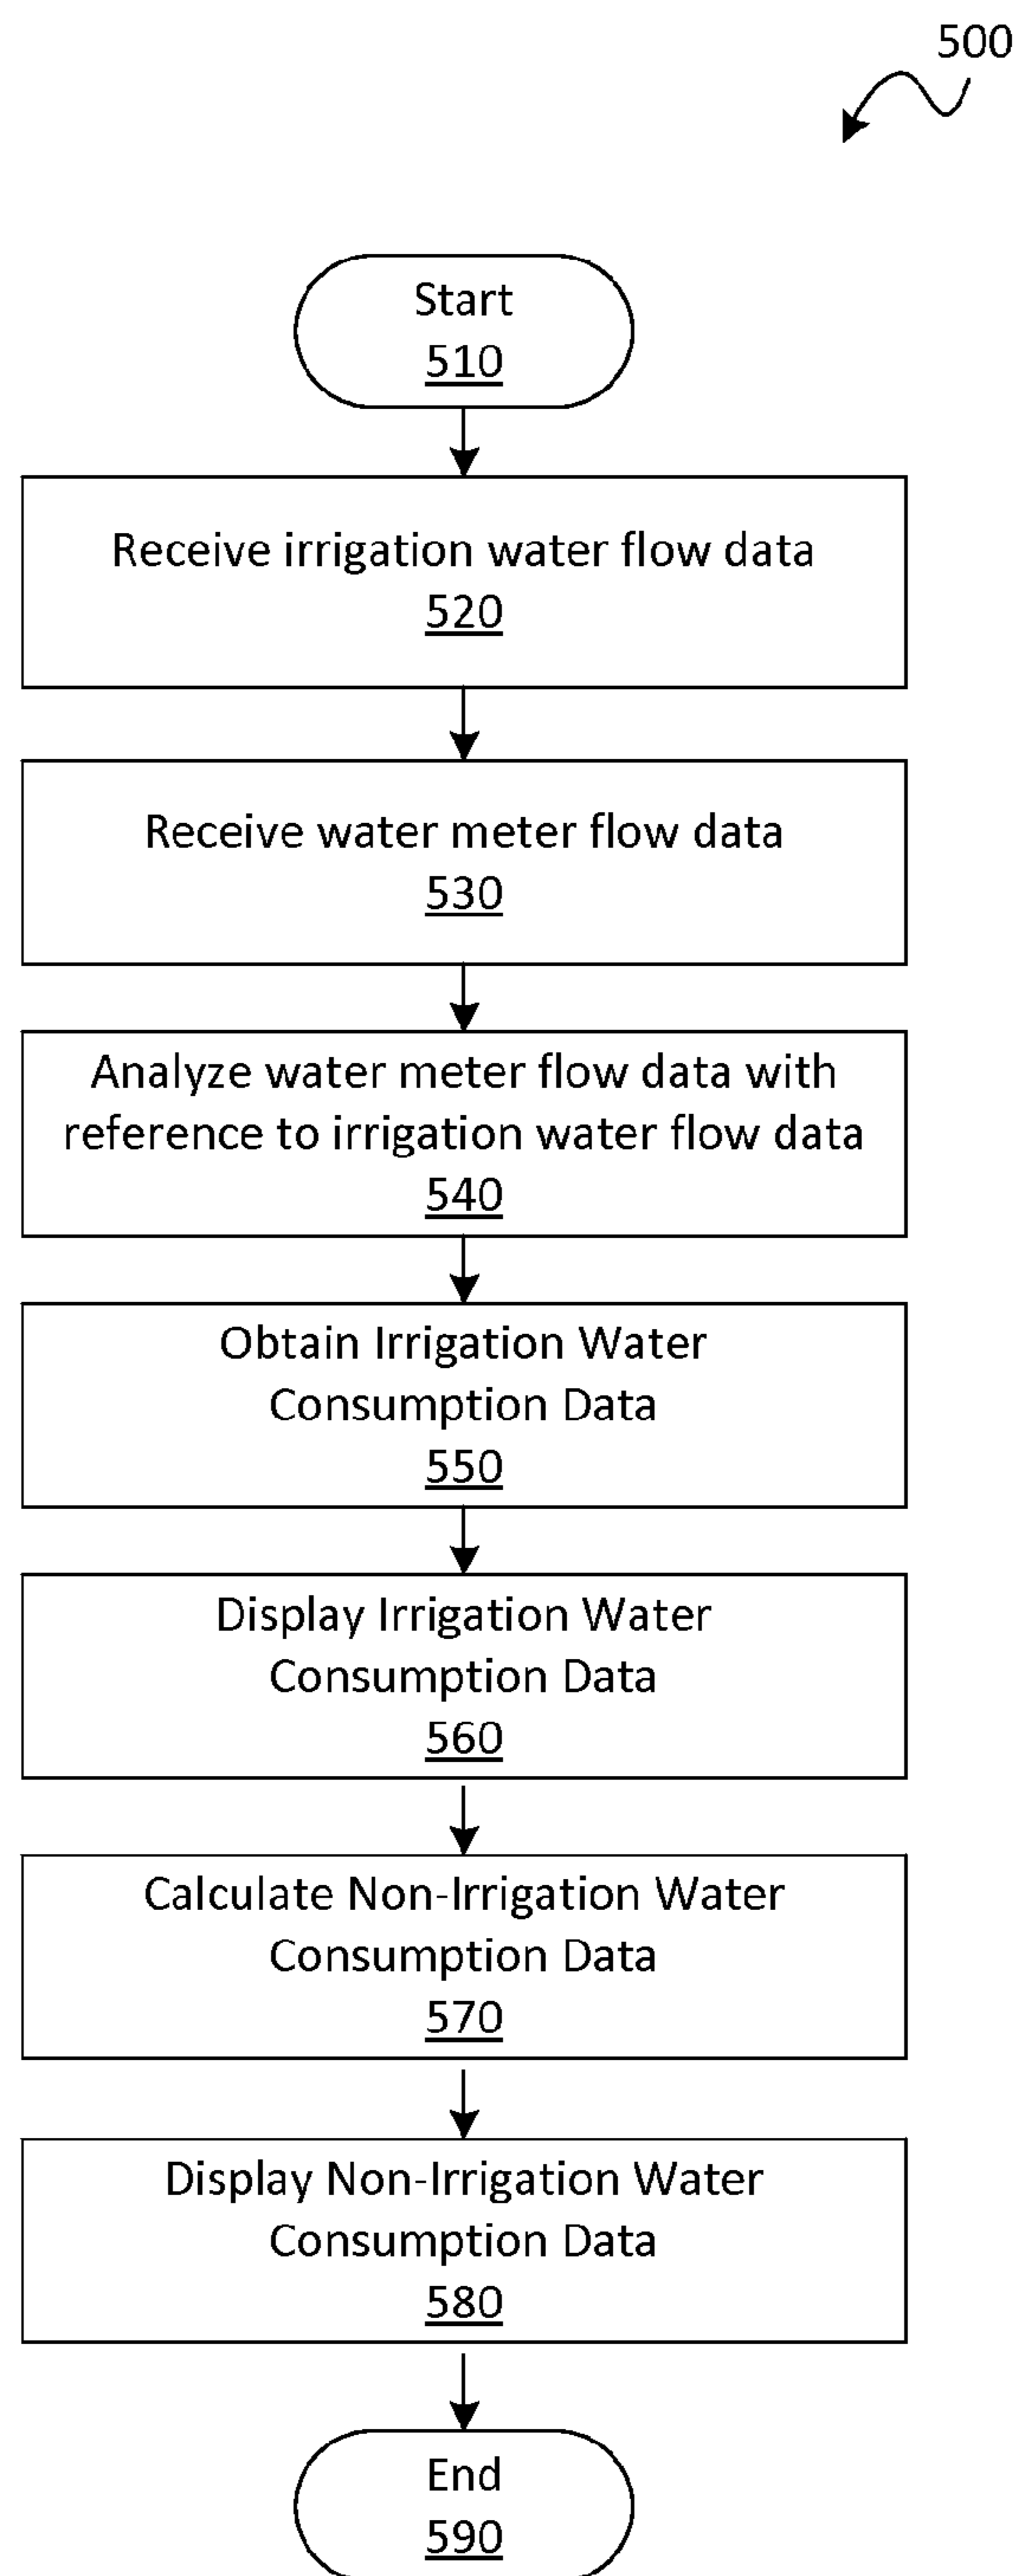 500
Start
510
Receive irrigation water flow data
520
Receive water meter flow data
530
Analyze water meter flow data with
reference to irrigation water flow data
540
Obtain Irrigation Water
Consumption Data
550
Display Irrigation Water
Consumption Data
560
Calculate Non-Irrigation Water
Consumption Data
570
Display Non-Irrigation Water
Consumption Data
580
End
590